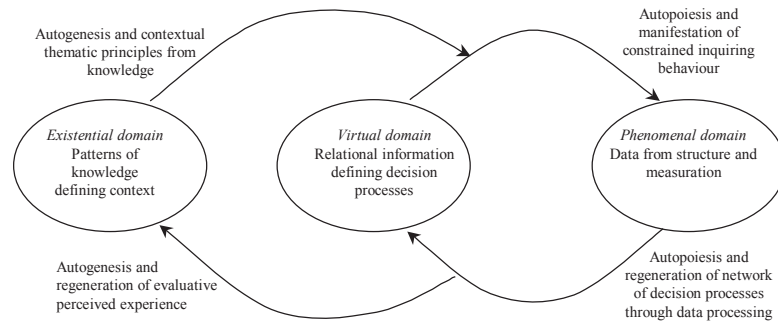 Autogenesis and contextual
thematic principles from
knowledge
Autopoiesis and
manifestation of
constrained inquiring
behaviour
Existential domain
Patterns of
knowledge
defining context
Virtual domain
Relational information
defining decision
processes
Phenomenal domain
Data from structure and
measuration
Autogenesis and
regeneration of evaluative
perceived experience
Autopoiesis and
regeneration of network
of decision processes
through data processing